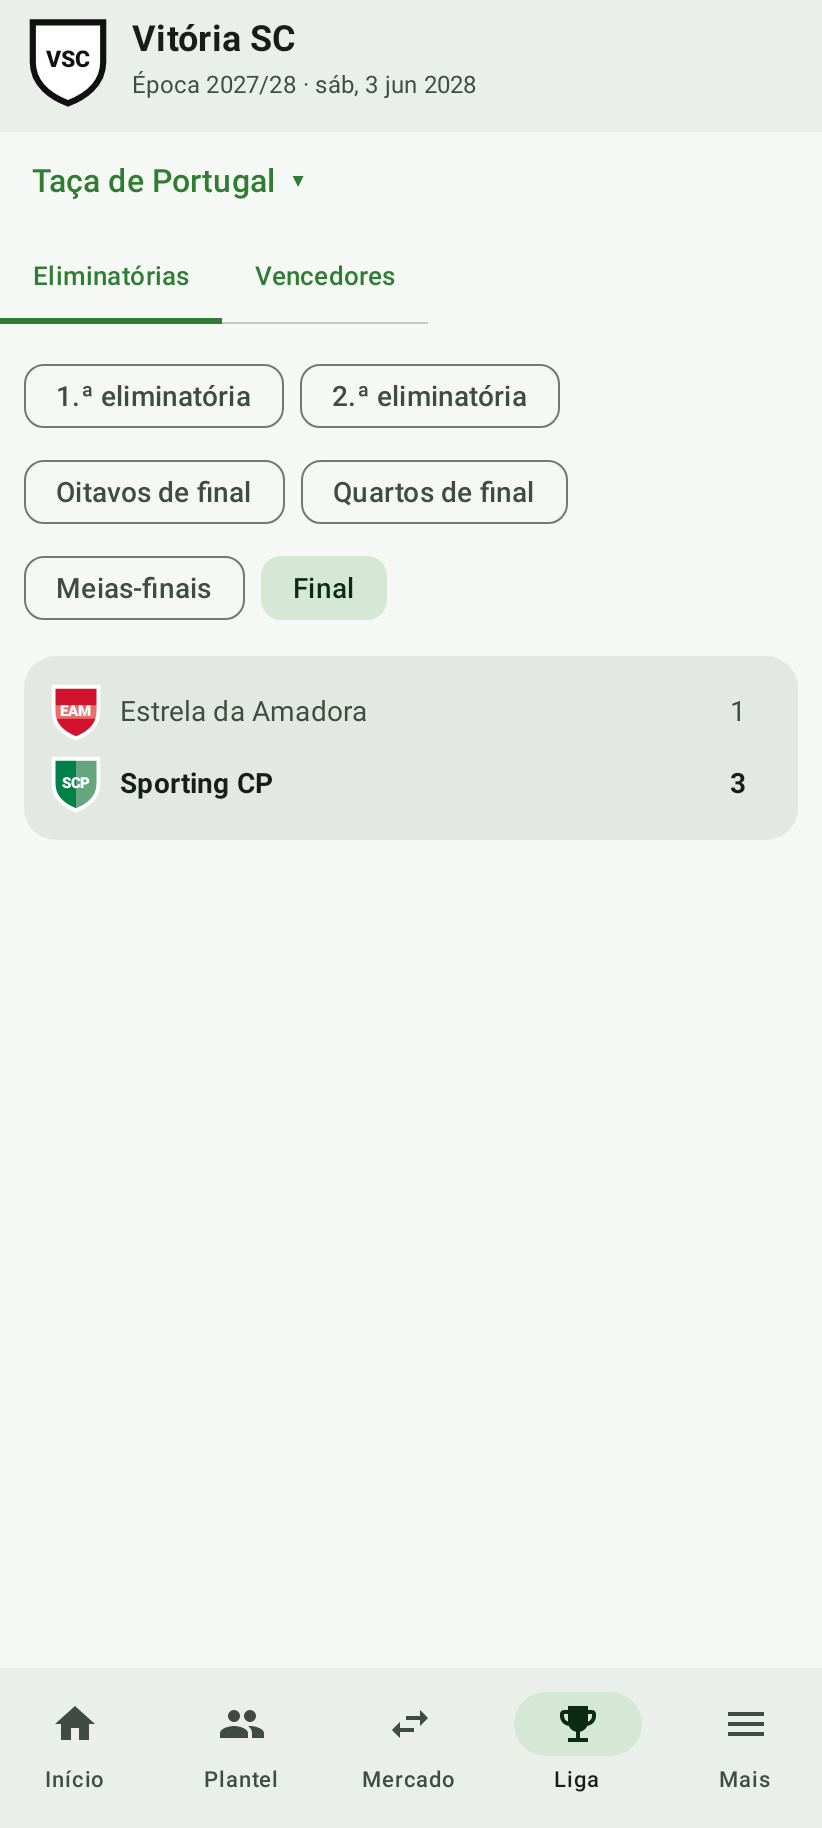 VSC
Vitória SC
Época 2027/28 · sáb, 3 jun 2028
Taça de Portugal ▼
Eliminatórias Vencedores
1.ª eliminatória 2.ª eliminatória
Oitavos de final Quartos de final
Meias-finais Final
EAM Estrela da Amadora 1
SCP Sporting CP 3
Início Plantel Mercado Liga Mais